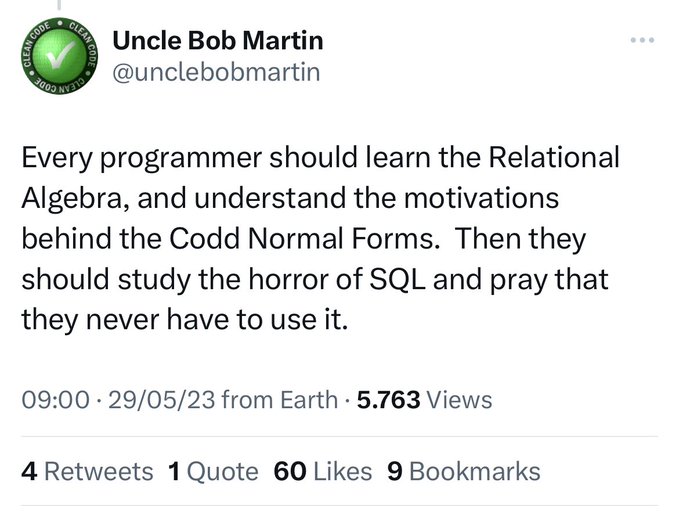 CLEAN CODE • CLEAN CODE • CLEAN CODE •
Uncle Bob Martin
@unclebobmartin
Every programmer should learn the Relational
Algebra, and understand the motivations
behind the Codd Normal Forms.  Then they
should study the horror of SQL and pray that
they never have to use it.
09:00 · 29/05/23 from Earth · 5.763 Views
4 Retweets 1 Quote 60 Likes 9 Bookmarks